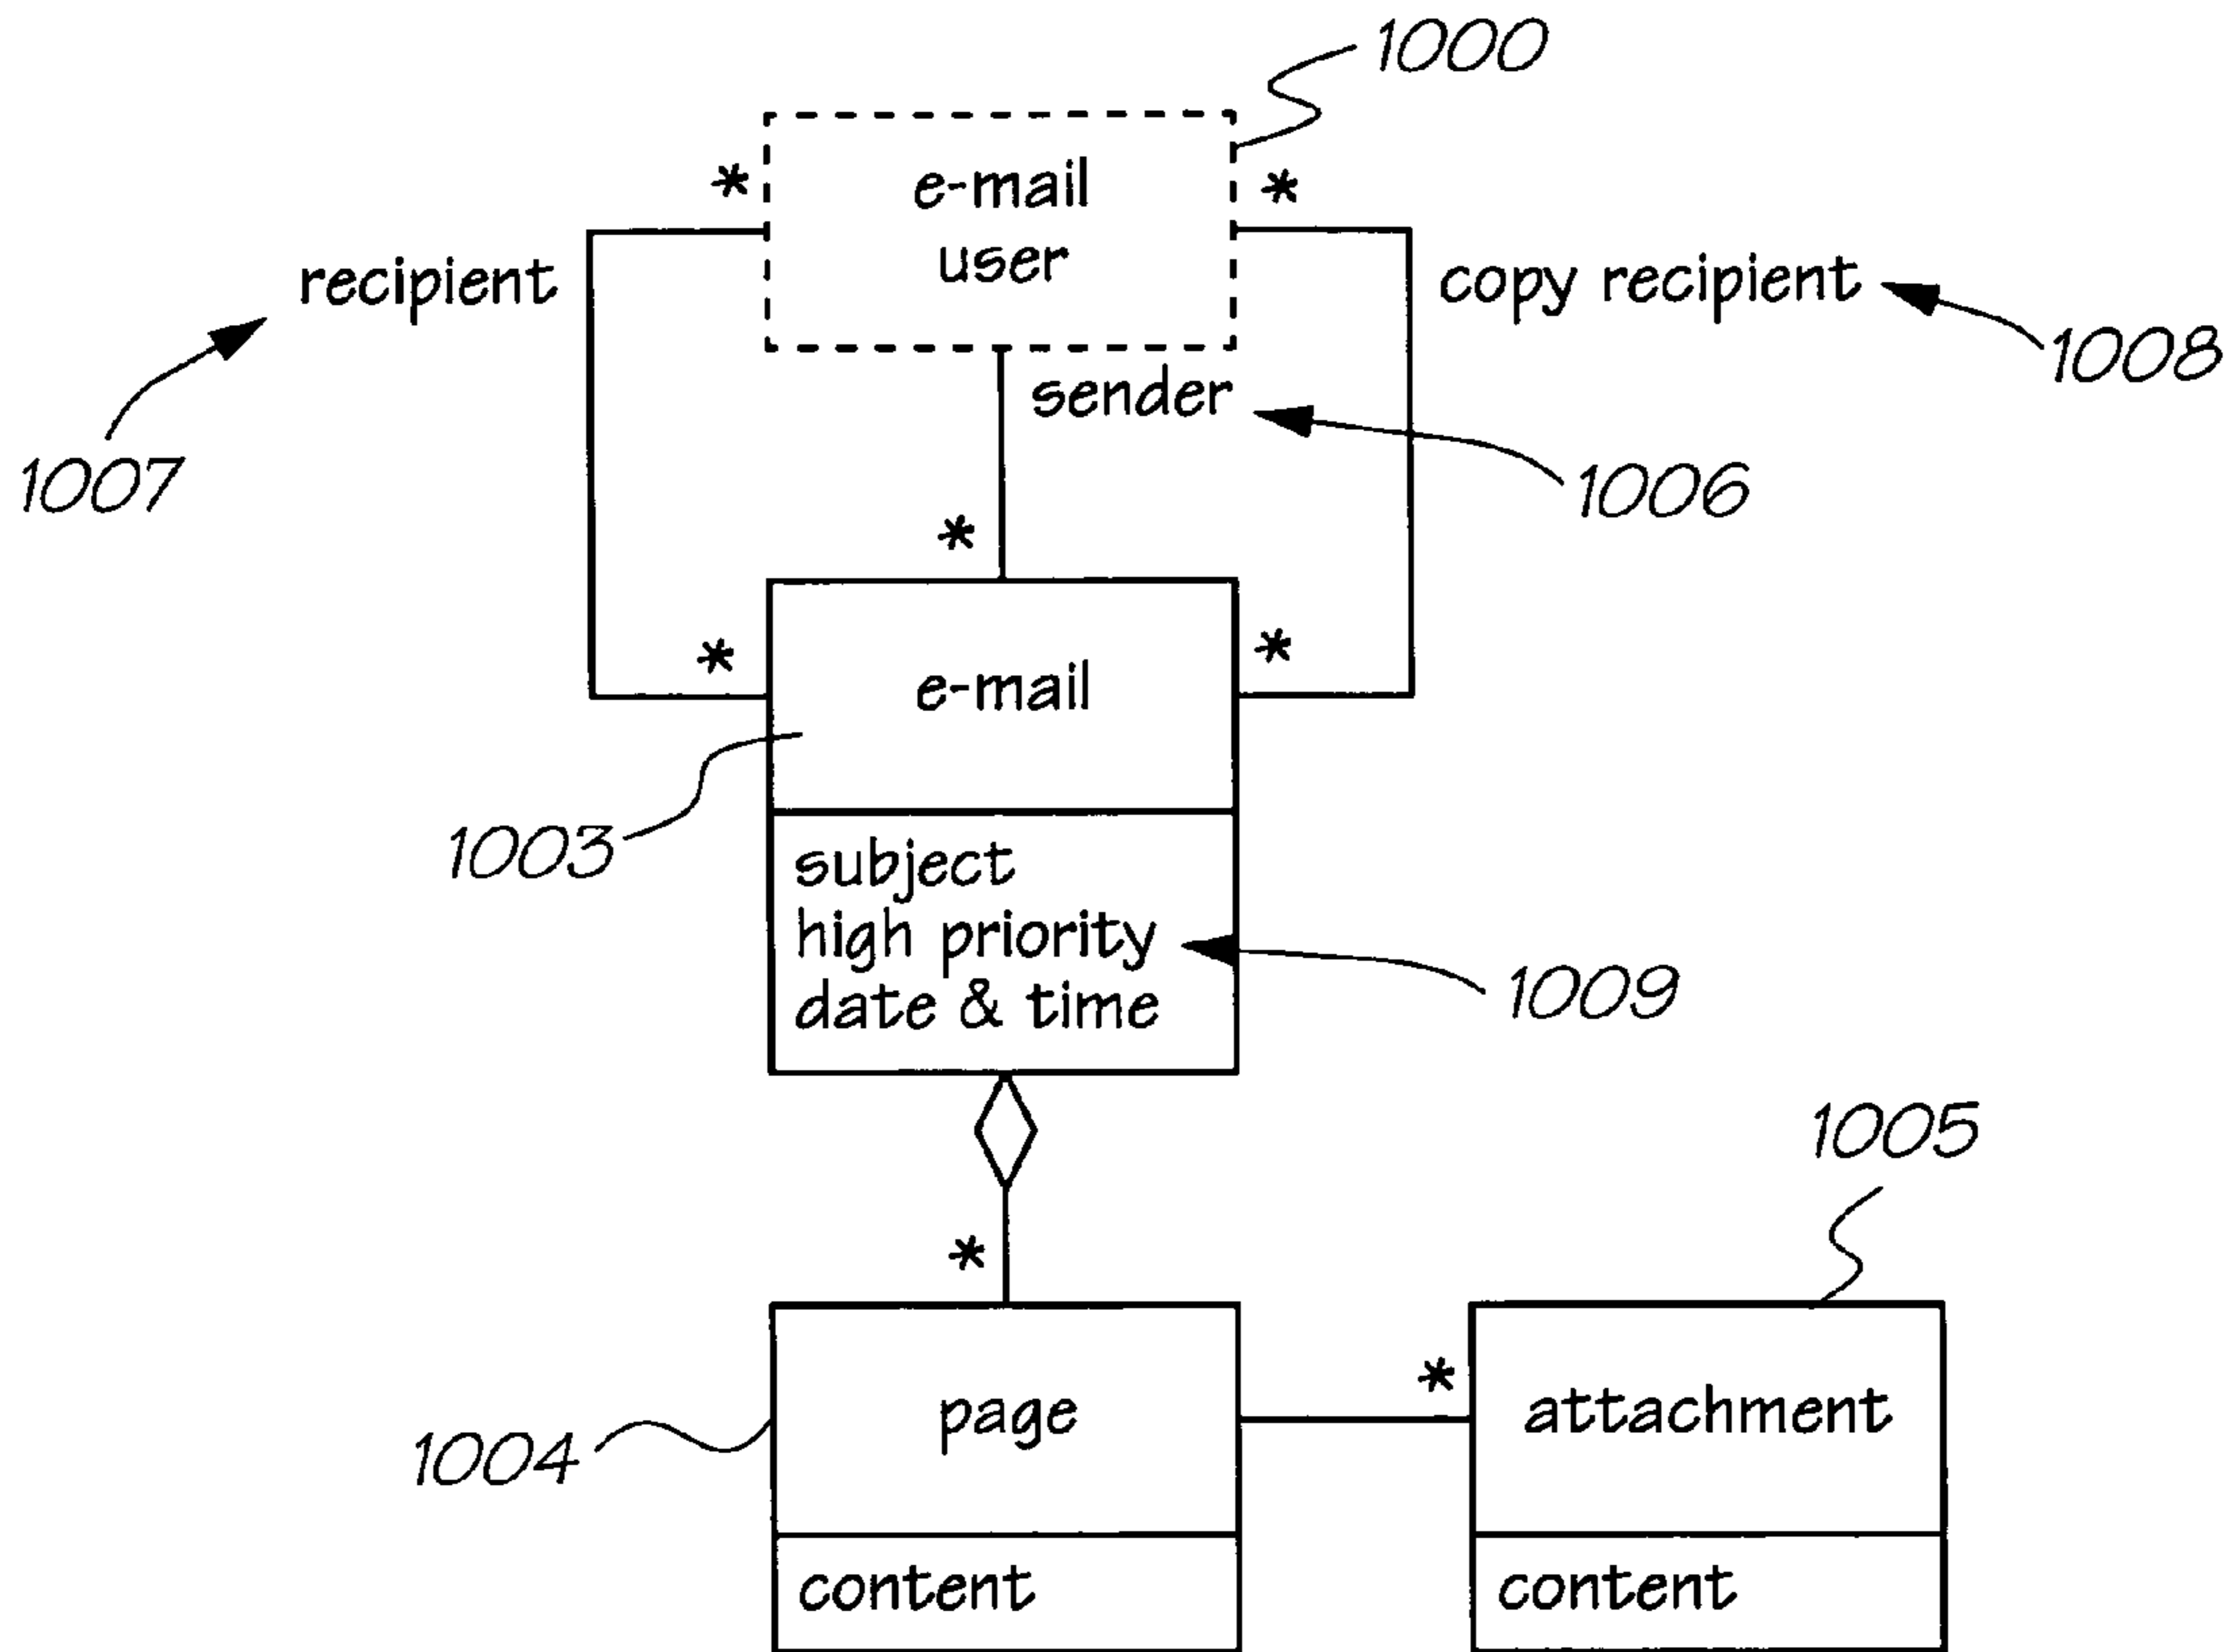 1000
*
e-mail
user
*
recipient
copy recipient
1008
sender
1007
1006
*
*
e-mail
*
1003
subject
high priority
date & time
1009
1005
*
*
page
attachment
1004
content
content